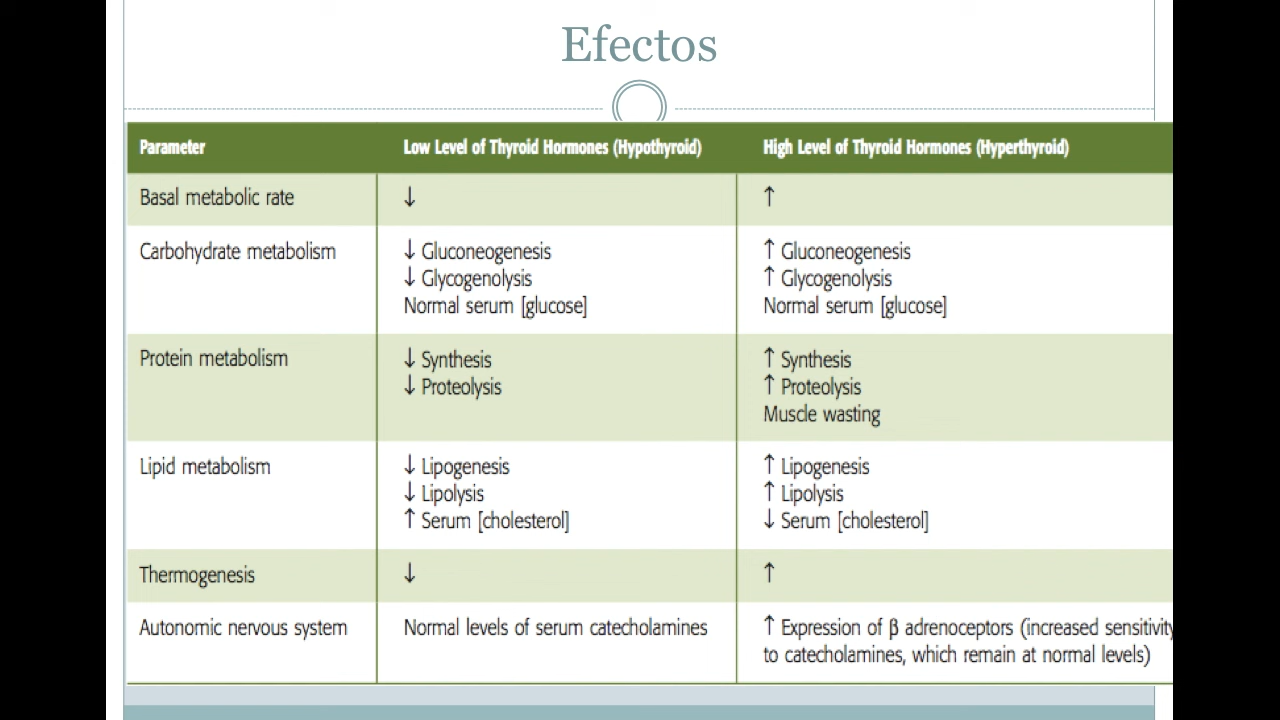 Efectos
Parameter Low Level of Thyroid Hormones (Hypothyroid) High Level of Thyroid Hormones (Hyperthyroid)
Basal metabolic rate ↓ ↑
Carbohydrate metabolism ↓ Gluconeogenesis ↑ Gluconeogenesis
↓ Glycogenolysis ↑ Glycogenolysis
Normal serum [glucose] Normal serum [glucose]
Protein metabolism ↓ Synthesis ↑ Synthesis
↓ Proteolysis ↑ Proteolysis
Muscle wasting
Lipid metabolism ↓ Lipogenesis ↑ Lipogenesis
↓ Lipolysis ↑ Lipolysis
↑ Serum [cholesterol] ↓ Serum [cholesterol]
Thermogenesis ↓ ↑
Autonomic nervous system Normal levels of serum catecholamines ↑ Expression of β adrenoceptors (increased sensitivity
to catecholamines, which remain at normal levels)